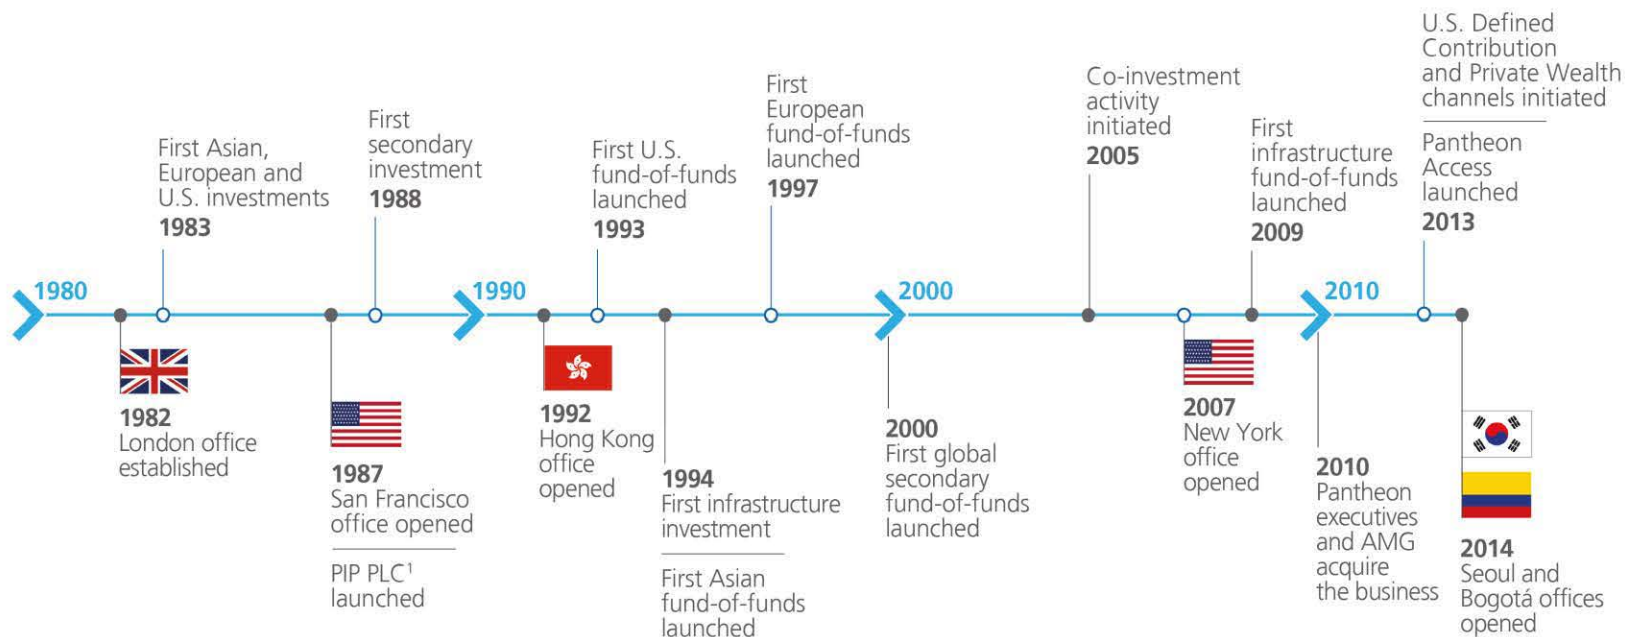 1980
1982
London office
established
First Asian,
European and
U.S. investments
1983
1987
San Francisco
office opened
PIP PLC¹
launched
First
secondary
investment
1988
1990
1992
Hong Kong
office
opened
First U.S.
fund-of-funds
launched
1993
1994
First infrastructure
investment
First Asian
fund-of-funds
launched
First
European
fund-of-funds
launched
1997
2000
2000
First global
secondary
fund-of-funds
launched
Co-investment
activity
initiated
2005
2007
New York
office
opened
First
infrastructure
fund-of-funds
launched
2009
2010
2010
Pantheon
executives
and AMG
acquire
the business
U.S. Defined
Contribution
and Private Wealth
channels initiated
Pantheon
Access
launched
2013
2014
Seoul and
Bogotá offices
opened